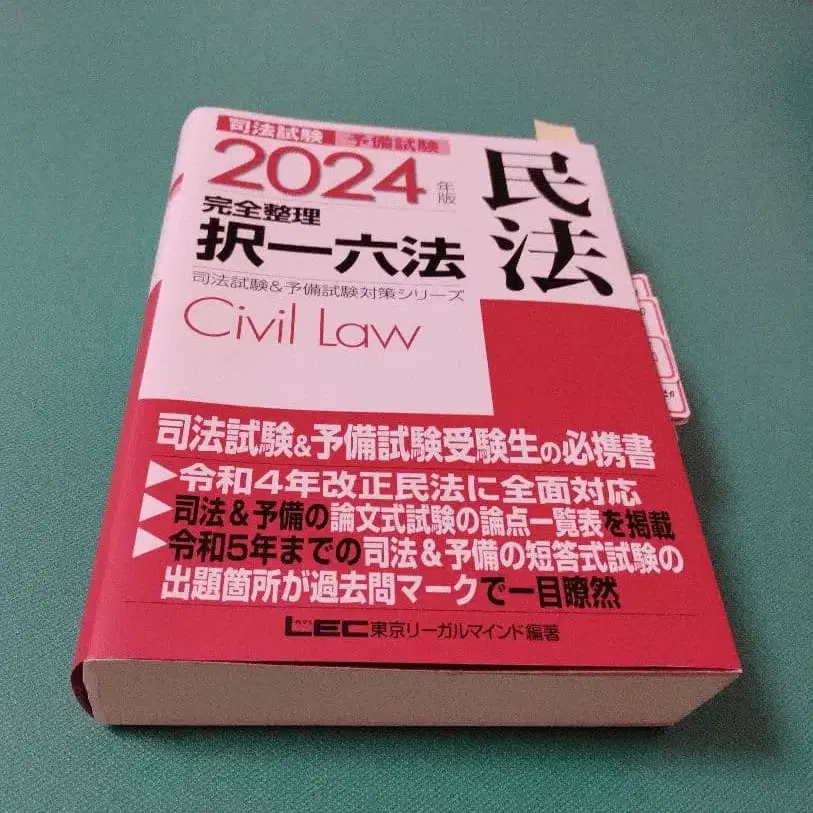 司法試験 予備試験
2024年版
民法
完全整理
択一六法
司法試験&予備試験対策シリーズ
Civil Law
司法試験&予備試験受験生の必携書
▶令和4年改正民法に全面対応
▶司法&予備の論文式試験の論点一覧表を掲載
▶令和5年までの司法&予備の短答式試験の
出題箇所が過去問マークで一目瞭然
LEC東京リーガルマインド編著